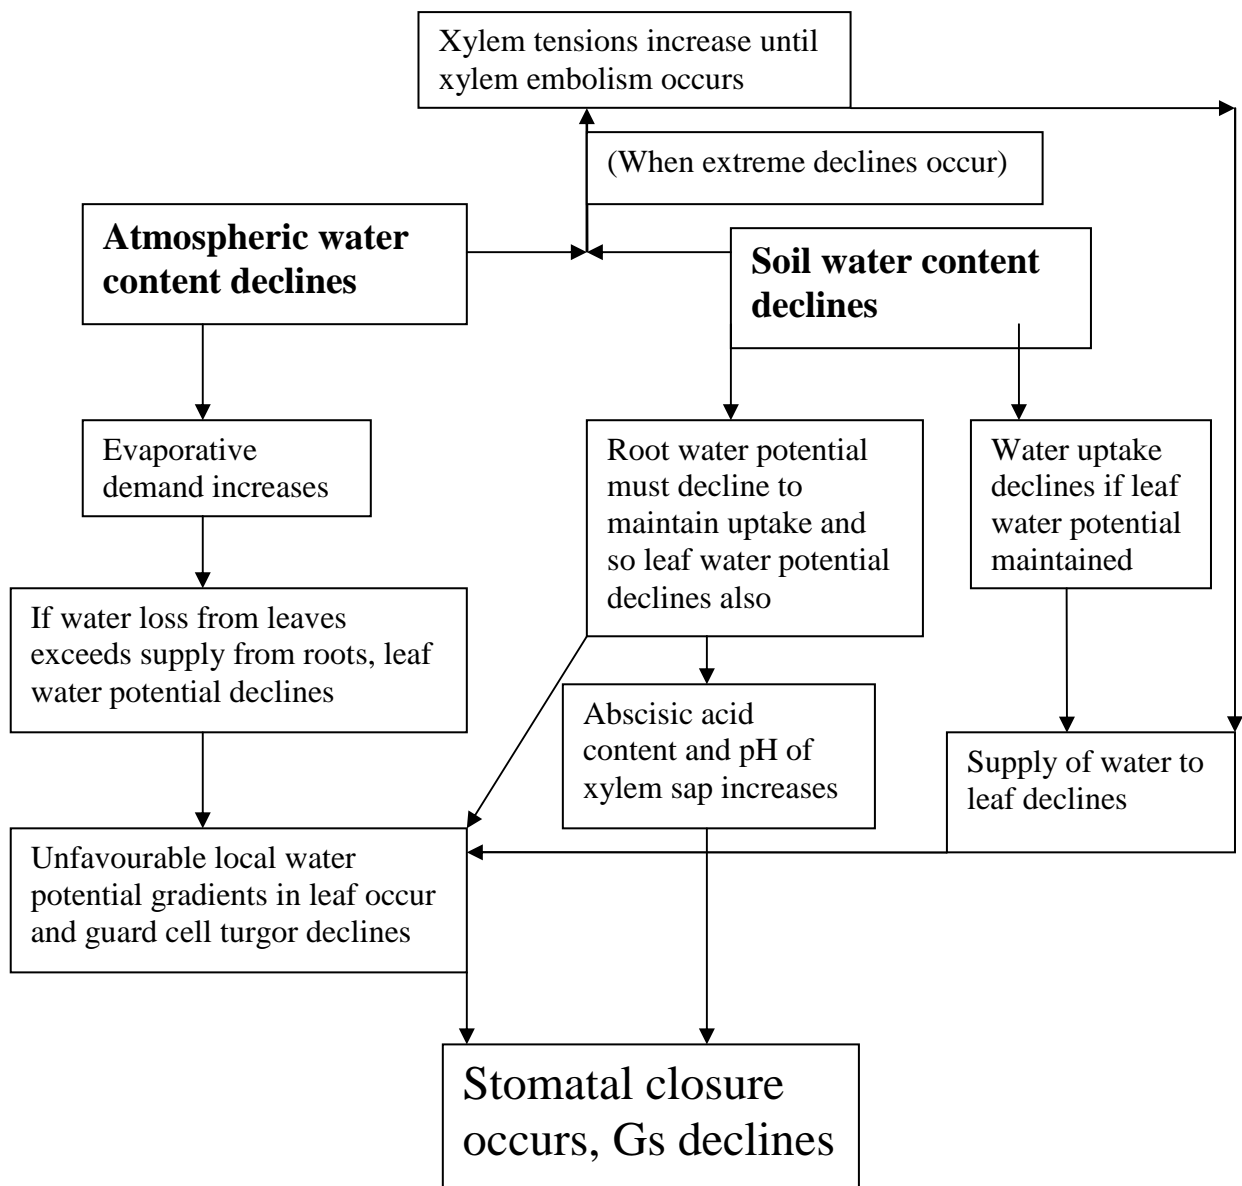 Xylem tensions increase until
xylem embolism occurs
(When extreme declines occur)
Atmospheric water
content declines
Soil water content
declines
Evaporative
demand increases
Root water potential
must decline to
maintain uptake and
so leaf water potential
declines also
Water uptake
declines if leaf
water potential
maintained
If water loss from leaves
exceeds supply from roots, leaf
water potential declines
Abscisic acid
content and pH of
xylem sap increases
Supply of water to
leaf declines
Unfavourable local water
potential gradients in leaf occur
and guard cell turgor declines
Stomatal closure
occurs, Gs declines